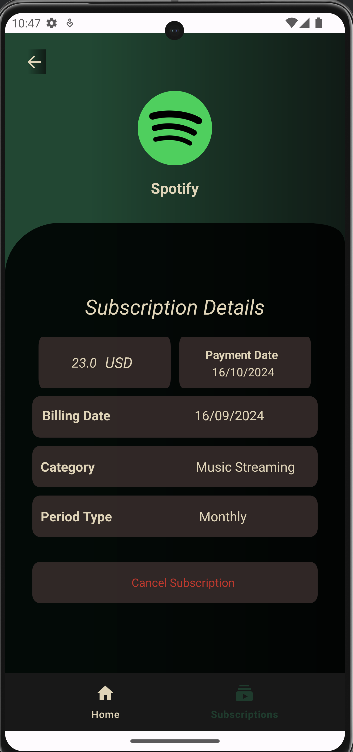 10:47
Spotify
Subscription Details
23.0 USD
Payment Date
16/10/2024
Billing Date 16/09/2024
Category Music Streaming
Period Type Monthly
Cancel Subscription
Home Subscriptions